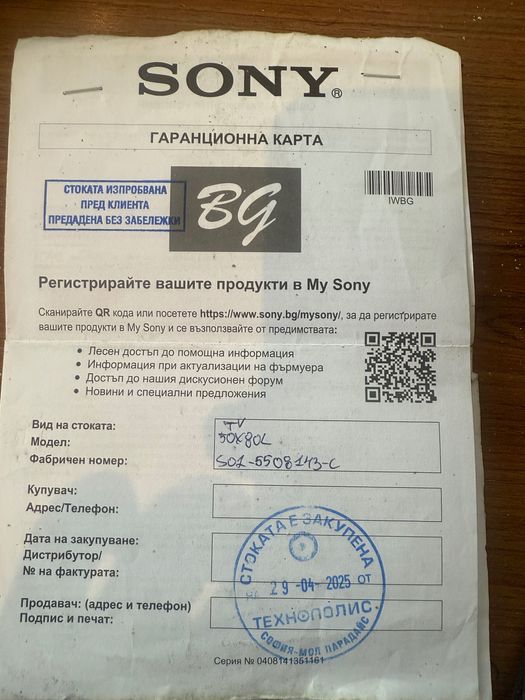 SONY®
ГАРАНЦИОННА КАРТА
СТОКАТА ИЗПРОБВАНА
ПРЕД КЛИЕНТА
ПРЕДАДЕНА БЕЗ ЗАБЕЛЕЖКИ
BG
IWBG
Регистрирайте вашите продукти в My Sony
Сканирайте QR кода или посетете https://www.sony.bg/mysony/, за да регистрирате
вашите продукти в My Sony и се възползвайте от предимствата:
• Лесен достъп до помощна информация
• Информация при актуализации на фърмуера
• Достъп до нашия дискусионен форум
• Новини и специални предложения
Вид на стоката: TV
Модел: 50X80L
Фабричен номер: S01-5508143-C
Купувач:
Адрес/Телефон:
Дата на закупуване:
Дистрибутор/
№ на фактурата:
Продавач: (адрес и телефон)
Подпис и печат:
СТОКАТА Е ЗАКУПЕНА
НА 29-04-2025 ОТ
ТЕХНОПОЛИС
СОФИЯ-МОЛ ПАРАДАЙС
Серия № 0408141351161